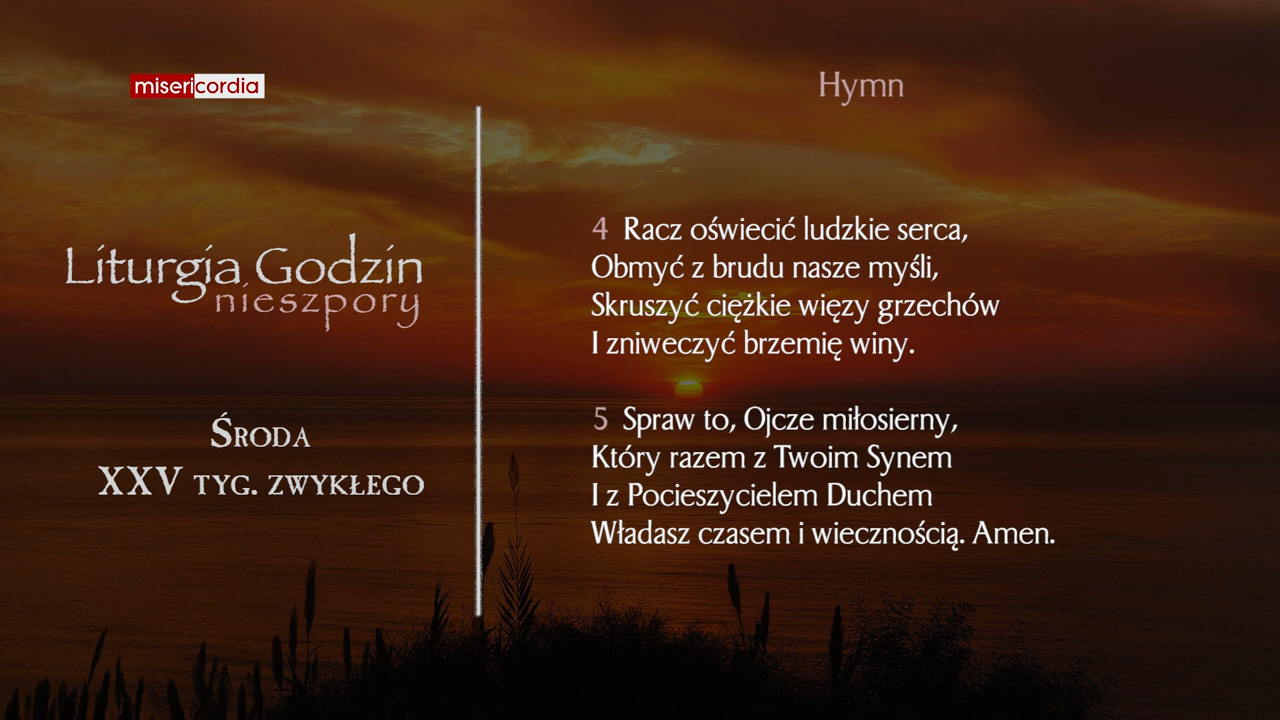 misericordia
Liturgia Godzin
nieszpory
Środa
XXV tyg. zwykłego
Hymn
4 Racz oświecić ludzkie serca,
Obmyć z brudu nasze myśli,
Skruszyć ciężkie więzy grzechów
I zniweczyć brzemię winy.
5 Spraw to, Ojcze miłosierny,
Który razem z Twoim Synem
I z Pocieszycielem Duchem
Władasz czasem i wiecznością. Amen.